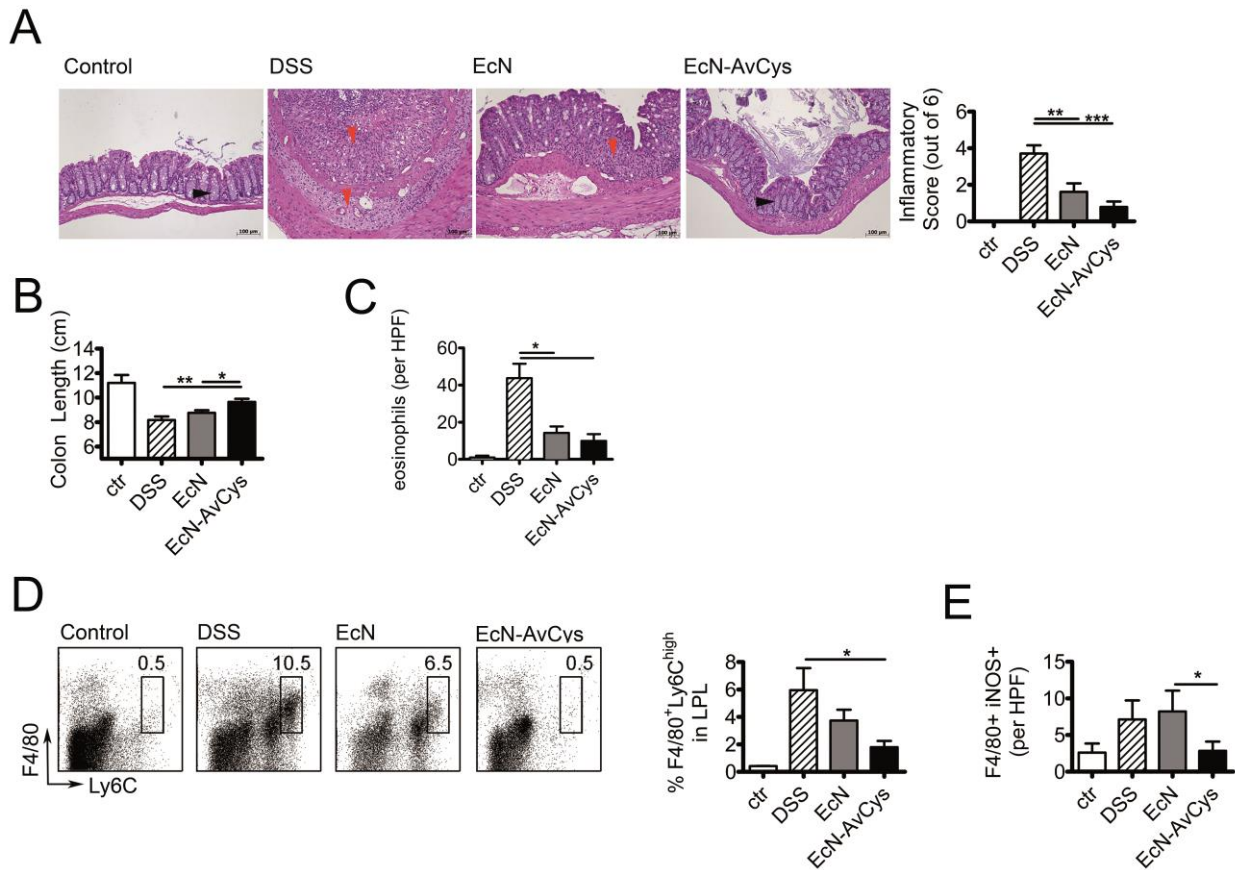 A
Control DSS EcN EcN-AvCys
100 µm 100 µm 100 µm 100 µm
Inflammatory
Score (out of 6)
6
4
2
0
** ***
ctr DSS EcN EcN-AvCys
B
Colon Length (cm)
14
12
10
8
6
** *
ctr DSS EcN EcN-AvCys
C
eosinophils (per HPF)
60
40
20
0
*
ctr DSS EcN EcN-AvCys
D
Control DSS EcN EcN-AvCys
0.5 10.5 6.5 0.5
F4/80
Ly6C
% F4/80+Ly6Chigh
in LPL
8
6
4
2
0
*
ctr DSS EcN EcN-AvCys
E
F4/80+ iNOS+
(per HPF)
15
10
5
0
*
ctr DSS EcN EcN-AvCys